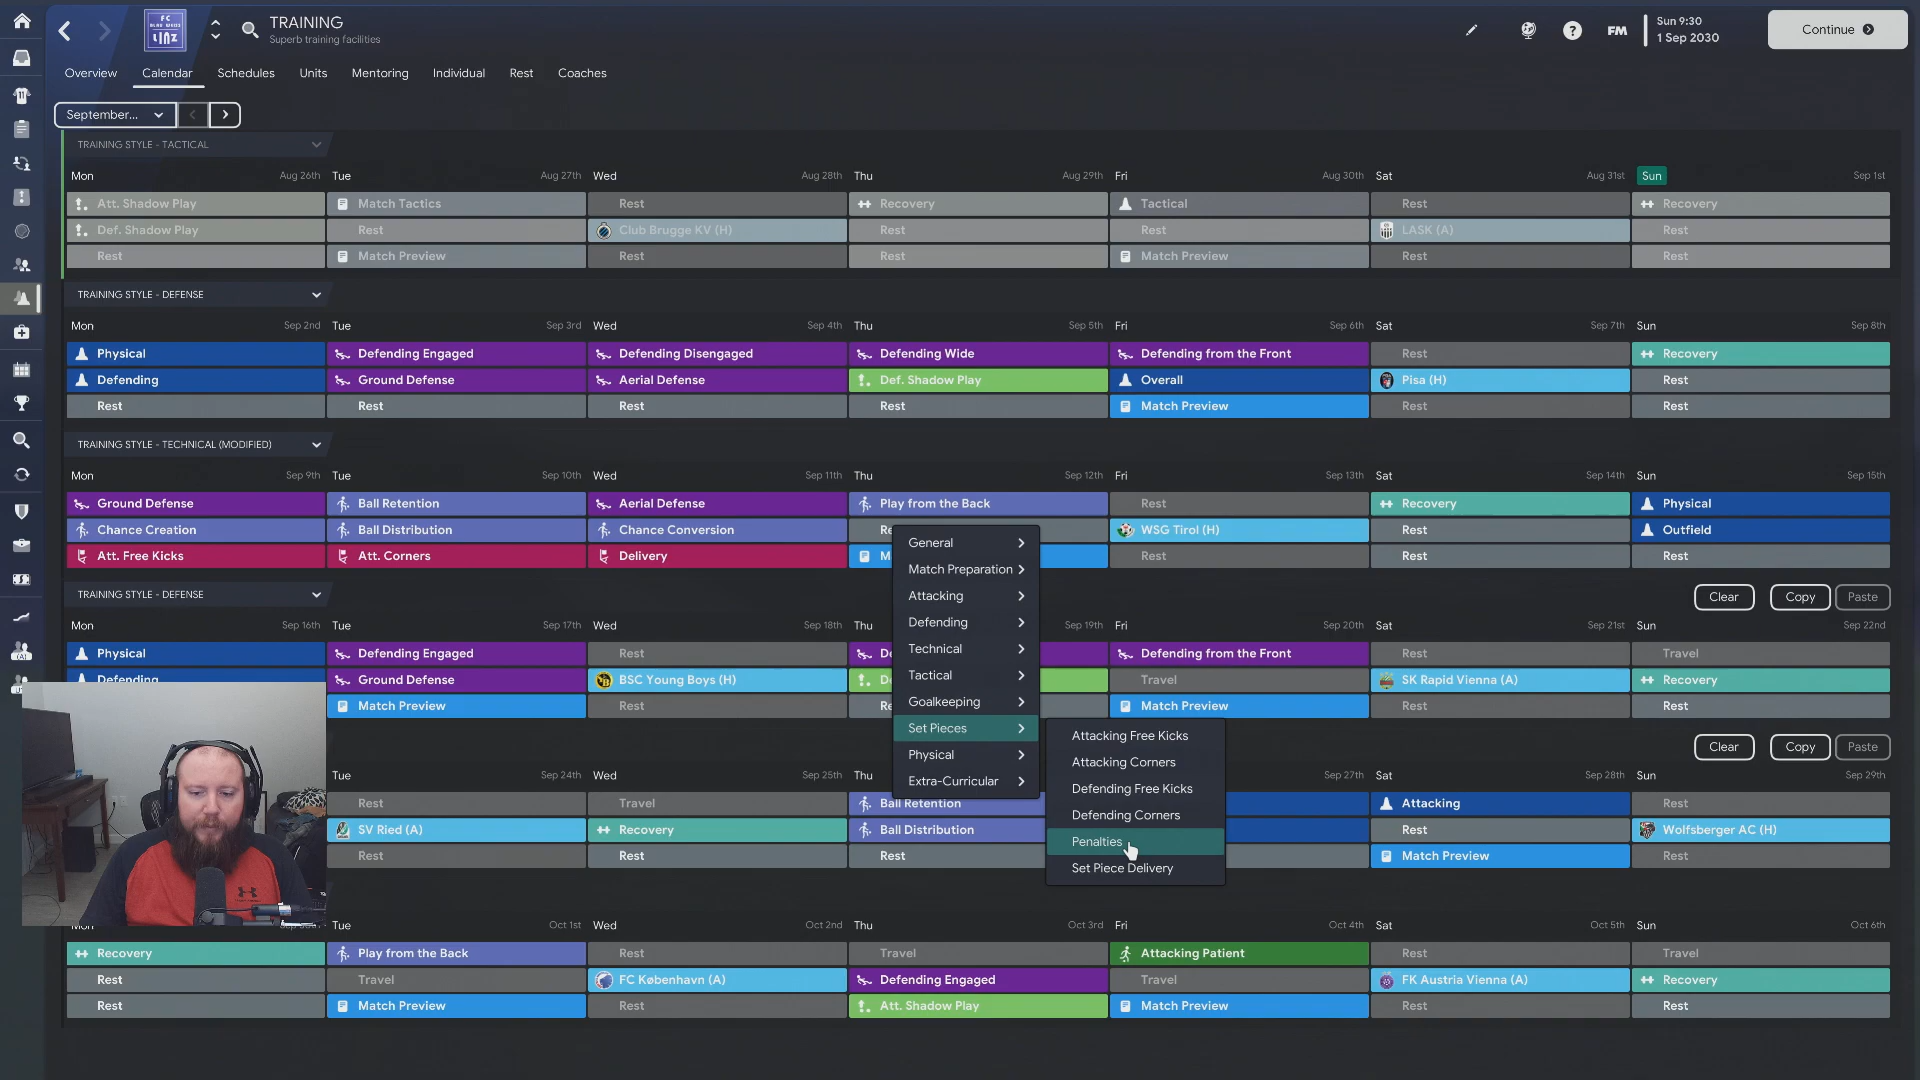 TRAINING
Superb training facilities
FC
BLAU WEISS
LINZ
FM
Sun 9:30
1 Sep 2030
Continue
Overview
Calendar
Schedules
Units
Mentoring
Individual
Rest
Coaches
September...
TRAINING STYLE - TACTICAL
Mon Aug 26th Tue Aug 27th Wed Aug 28th Thu Aug 29th Fri Aug 30th Sat Aug 31st Sun Sep 1st
Att. Shadow Play Match Tactics Rest Recovery Tactical Rest Recovery
Def. Shadow Play Rest Club Brugge KV (H) Rest Rest LASK (A) Rest
Rest Match Preview Rest Rest Match Preview Rest Rest
TRAINING STYLE - DEFENSE
Mon Sep 2nd Tue Sep 3rd Wed Sep 4th Thu Sep 5th Fri Sep 6th Sat Sep 7th Sun Sep 8th
Physical Defending Engaged Defending Disengaged Defending Wide Defending from the Front Rest Recovery
Defending Ground Defense Aerial Defense Def. Shadow Play Overall Pisa (H) Rest
Rest Rest Rest Rest Match Preview Rest Rest
TRAINING STYLE - TECHNICAL (MODIFIED)
Mon Sep 9th Tue Sep 10th Wed Sep 11th Thu Sep 12th Fri Sep 13th Sat Sep 14th Sun Sep 15th
Ground Defense Ball Retention Aerial Defense Play from the Back Rest Recovery Physical
Chance Creation Ball Distribution Chance Conversion Re WSG Tirol (H) Rest Outfield
Att. Free Kicks Att. Corners Delivery M Rest Rest Rest
General
Match Preparation
Attacking
Defending
Technical
Tactical
Goalkeeping
Set Pieces
Physical
Extra-Curricular
Attacking Free Kicks
Attacking Corners
Defending Free Kicks
Defending Corners
Penalties
Set Piece Delivery
TRAINING STYLE - DEFENSE
Clear Copy Paste
Mon Sep 16th Tue Sep 17th Wed Sep 18th Thu Sep 19th Fri Sep 20th Sat Sep 21st Sun Sep 22nd
Physical Defending Engaged Rest De Defending from the Front Rest Travel
Defending Ground Defense BSC Young Boys (H) D Travel SK Rapid Vienna (A) Recovery
Match Preview Rest Re Match Preview Rest Rest
Clear Copy Paste
Tue Sep 24th Wed Sep 25th Thu Sep 27th Sat Sep 28th Sun Sep 29th
Rest Travel Ball Retention Attacking Rest
SV Ried (A) Recovery Ball Distribution Rest Wolfsberger AC (H)
Rest Rest Rest Match Preview Rest
Tue Oct 1st Wed Oct 2nd Thu Oct 3rd Fri Oct 4th Sat Oct 5th Sun Oct 6th
Recovery Play from the Back Rest Travel Attacking Patient Rest Travel
Rest Travel FC København (A) Defending Engaged Travel FK Austria Vienna (A) Recovery
Rest Match Preview Rest Att. Shadow Play Match Preview Rest Rest